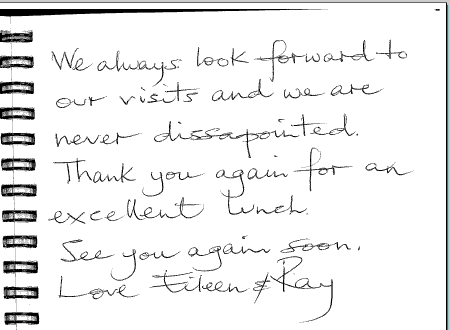 We always look forward to
our visits and we are
never dissapointed.
Thank you again for an
excellent lunch.
See you again soon.
Love Eileen & Ray